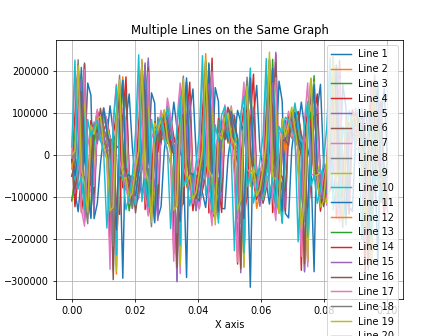 Multiple Lines on the Same Graph
200000
100000
0
−100000
−200000
−300000
0.00
0.02
0.04
0.06
X axis
Line 1
Line 2
Line 3
Line 4
Line 5
Line 6
Line 7
Line 8
Line 9
Line 10
Line 11
Line 12
Line 13
Line 14
Line 15
Line 16
Line 17
Line 18
Line 19
Line 20